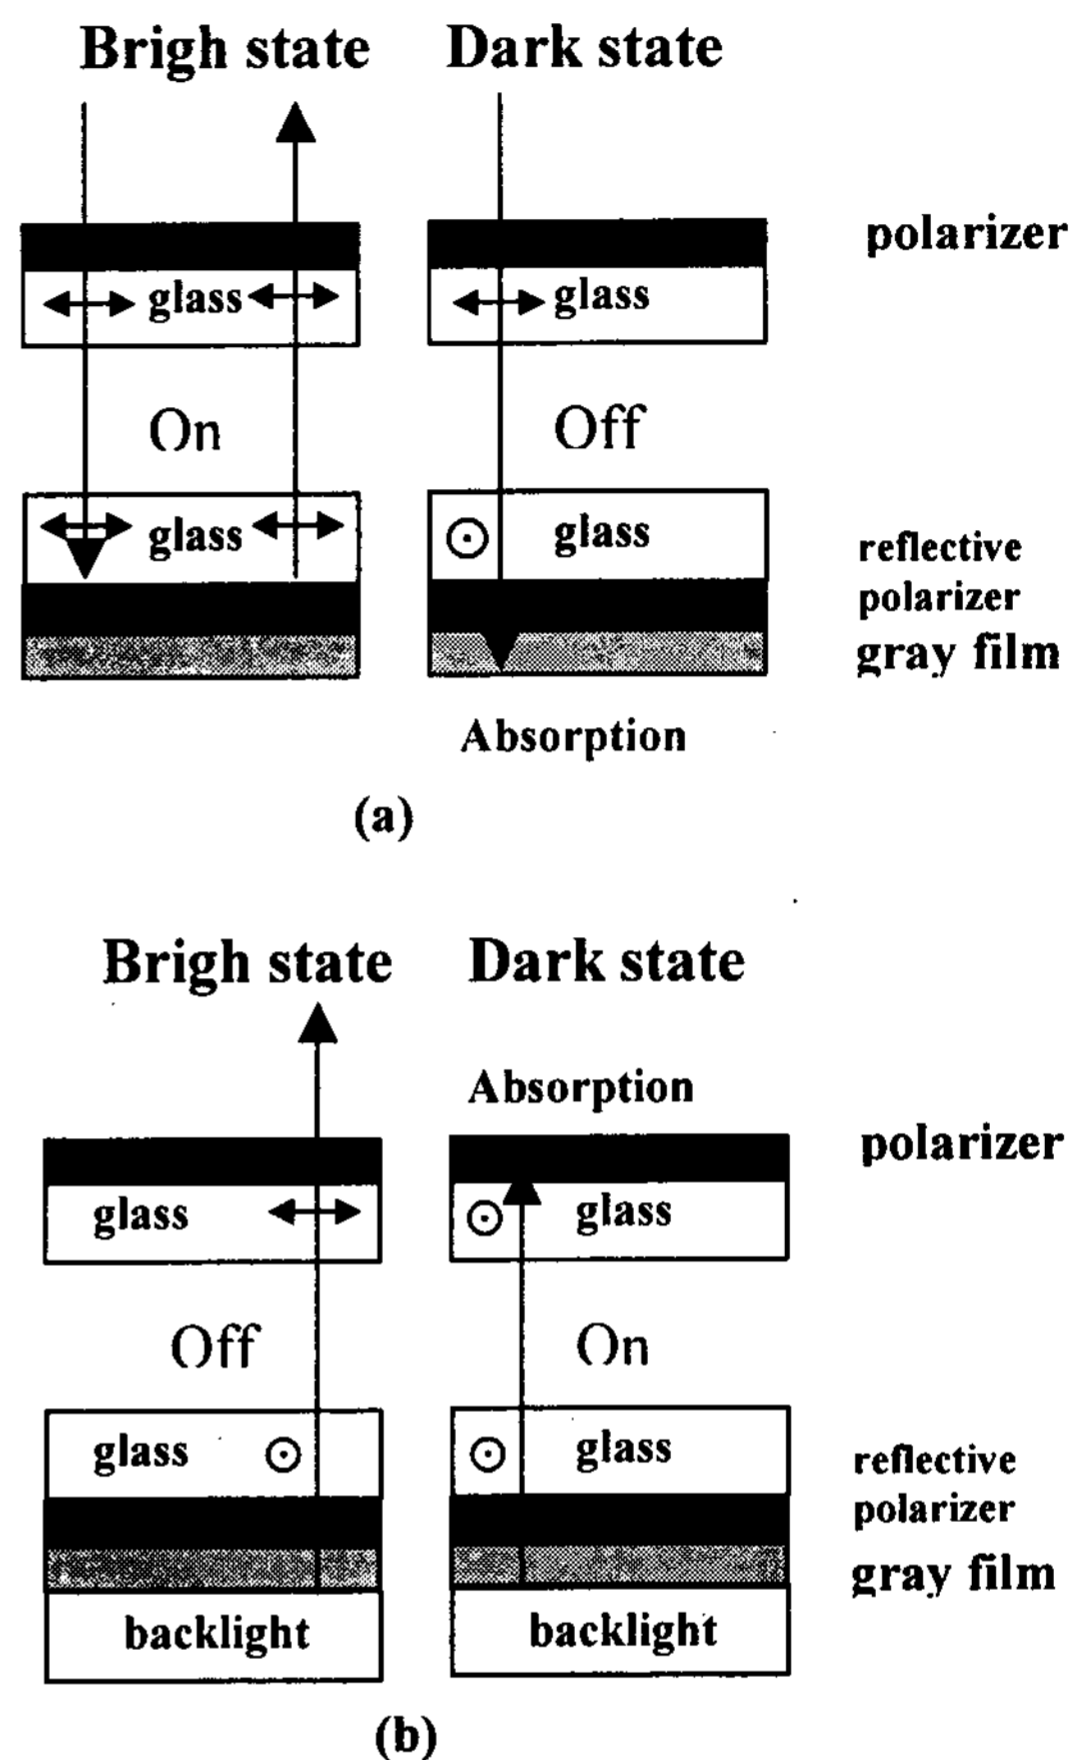 Brigh state Dark state
polarizer
glass glass
On Off
glass glass
reflective
polarizer
gray film
Absorption
(a)
Brigh state Dark state
Absorption
polarizer
glass glass
Off On
glass glass
reflective
polarizer
gray film
backlight backlight
(b)